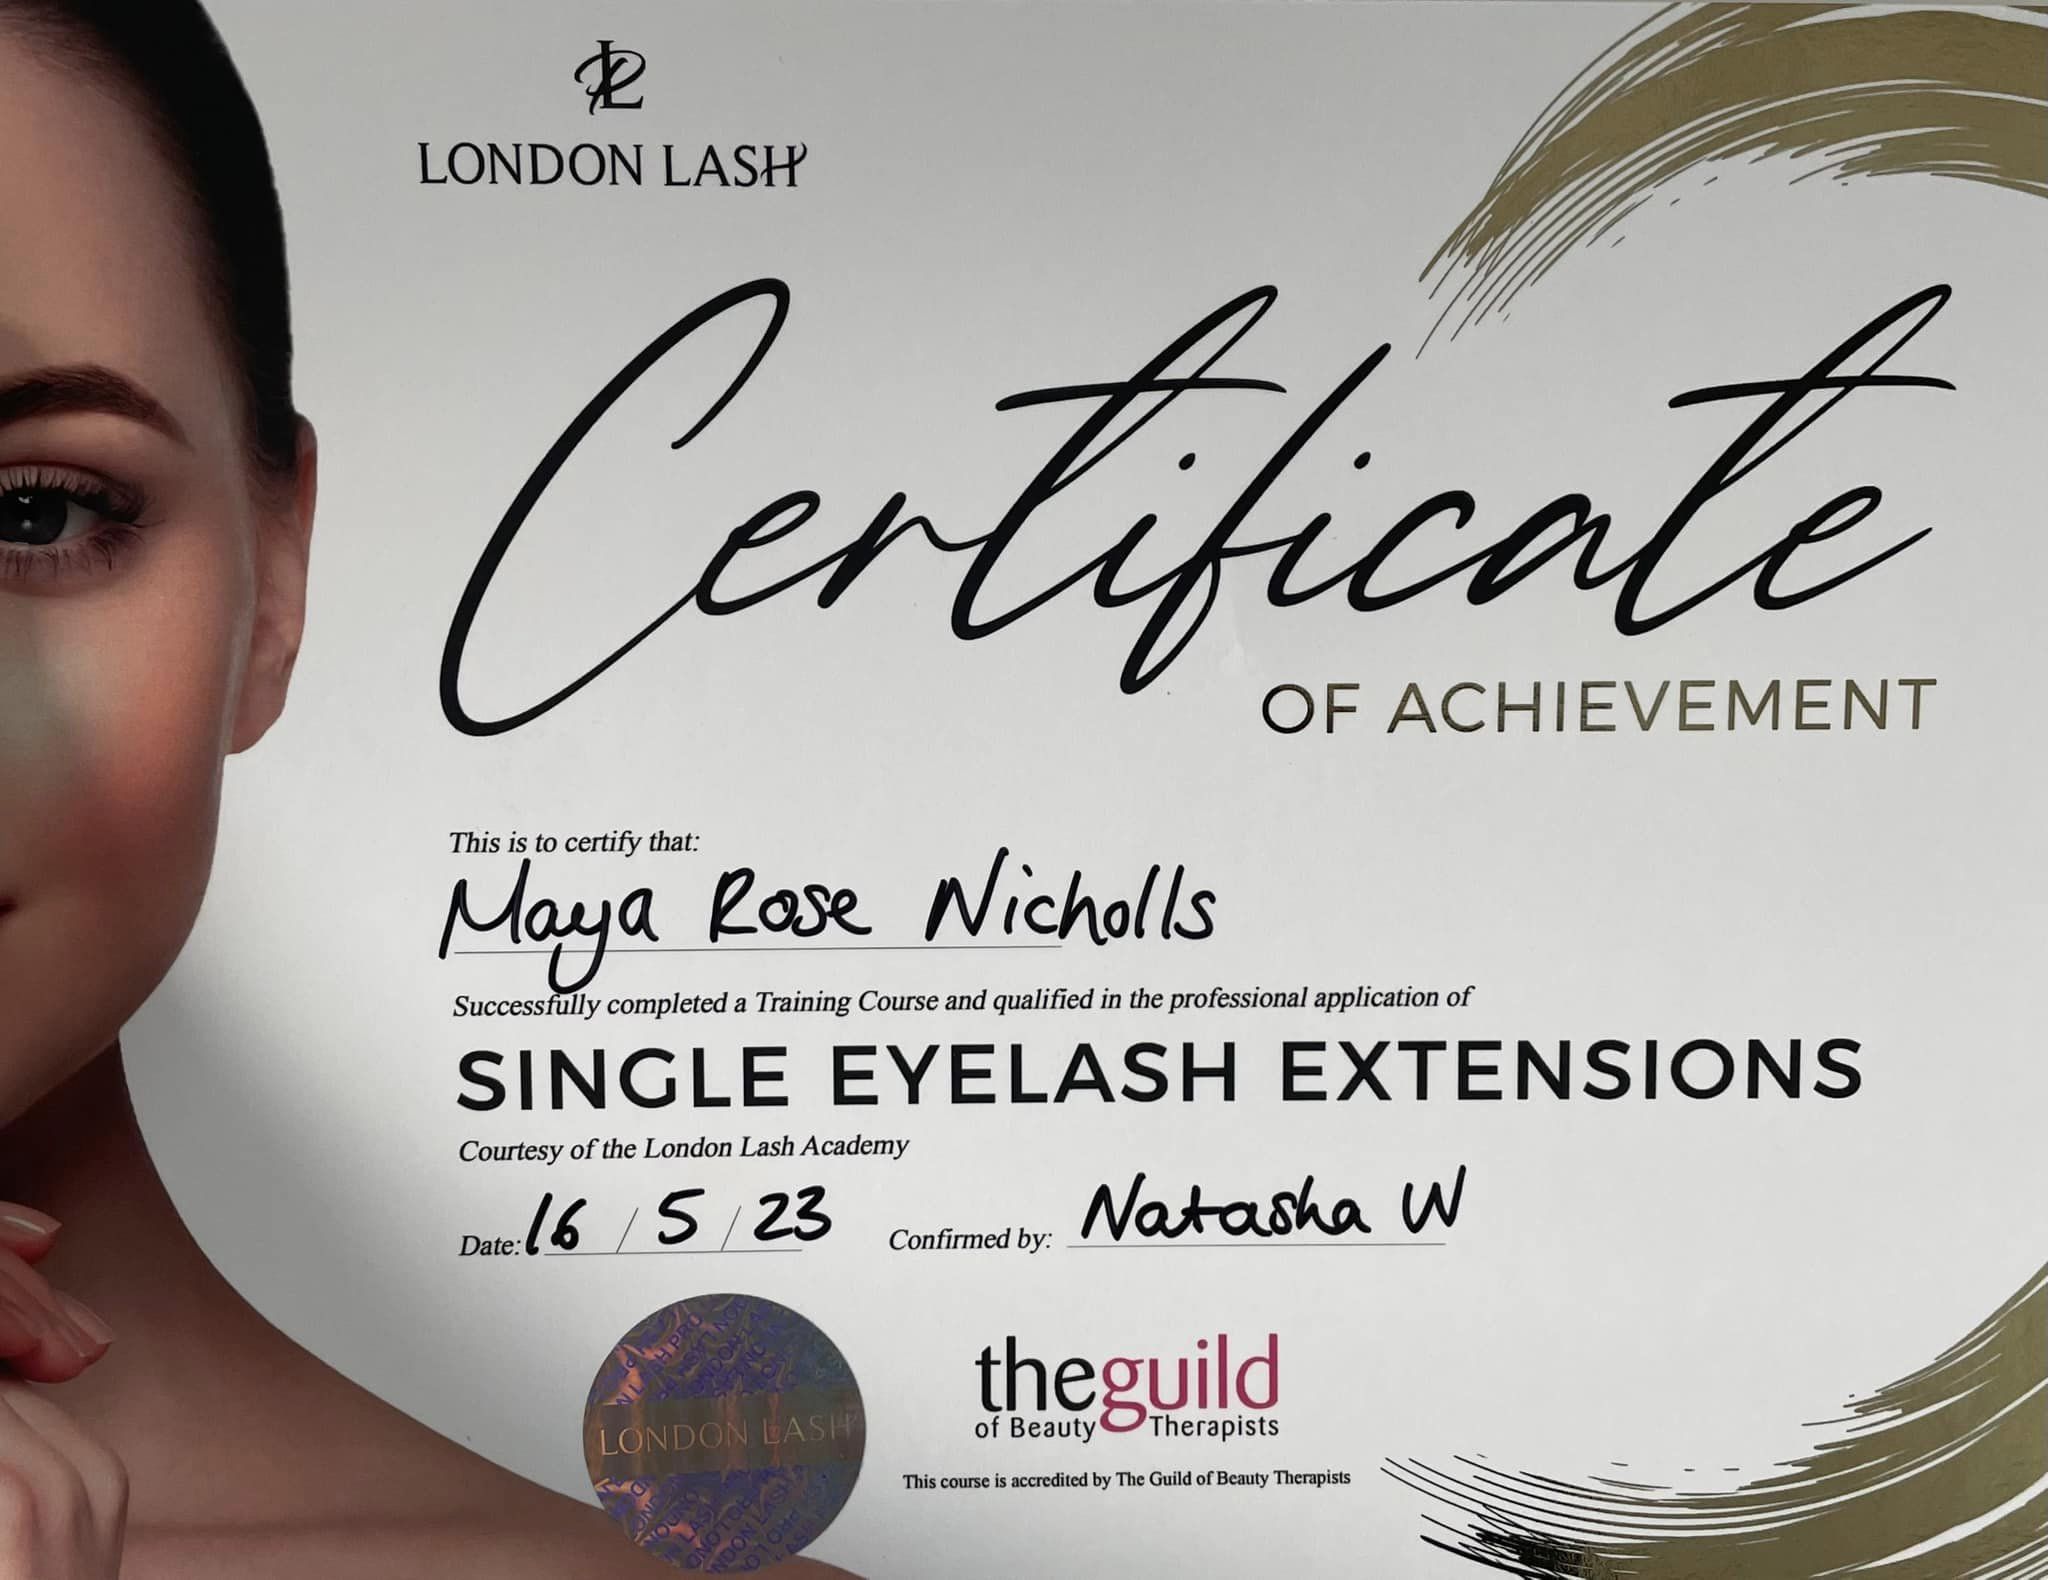 LONDON LASH
Certificate
OF ACHIEVEMENT
This is to certify that:
Maya Rose Nicholls
Successfully completed a Training Course and qualified in the professional application of
SINGLE EYELASH EXTENSIONS
Courtesy of the London Lash Academy
Date: 16 / 5 / 23 Confirmed by: Natasha W
LONDON LASH
theguild
of Beauty Therapists
This course is accredited by The Guild of Beauty Therapists